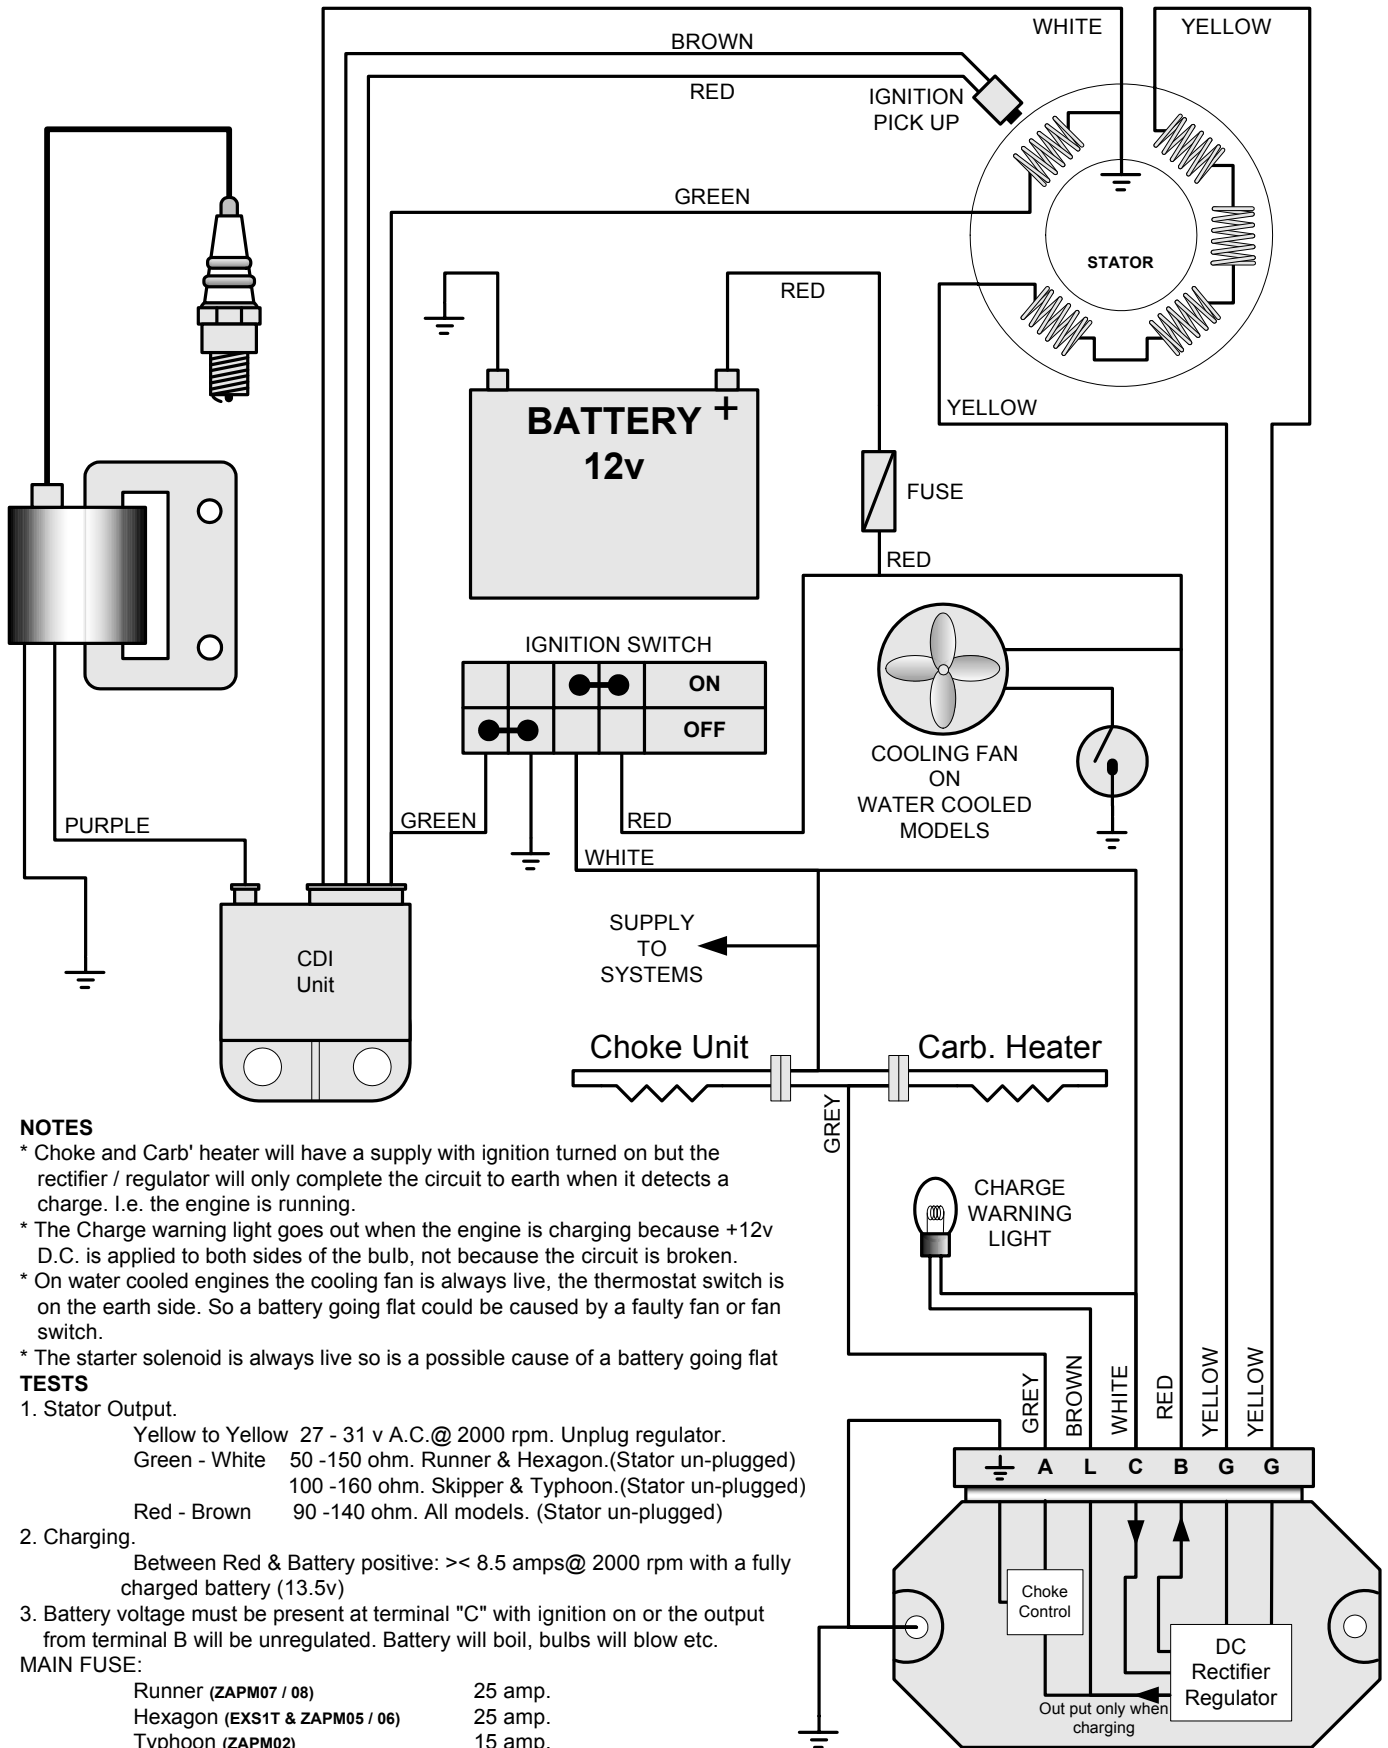 WHITE
YELLOW
BROWN
RED
IGNITION
PICK UP
GREEN
STATOR
RED
YELLOW
BATTERY +
12v
FUSE
RED
IGNITION SWITCH
ON
OFF
COOLING FAN
ON
WATER COOLED
MODELS
PURPLE
GREEN
RED
WHITE
SUPPLY
TO
SYSTEMS
CDI
Unit
Choke Unit
Carb. Heater
GREY
NOTES
* Choke and Carb' heater will have a supply with ignition turned on but the
rectifier / regulator will only complete the circuit to earth when it detects a
charge. I.e. the engine is running.
* The Charge warning light goes out when the engine is charging because +12v
D.C. is applied to both sides of the bulb, not because the circuit is broken.
* On water cooled engines the cooling fan is always live, the thermostat switch is
on the earth side. So a battery going flat could be caused by a faulty fan or fan
switch.
* The starter solenoid is always live so is a possible cause of a battery going flat
TESTS
1. Stator Output.
Yellow to Yellow 27 - 31 v A.C.@ 2000 rpm. Unplug regulator.
Green - White 50 -150 ohm. Runner & Hexagon.(Stator un-plugged)
100 -160 ohm. Skipper & Typhoon.(Stator un-plugged)
Red - Brown 90 -140 ohm. All models. (Stator un-plugged)
2. Charging.
Between Red & Battery positive: >< 8.5 amps@ 2000 rpm with a fully
charged battery (13.5v)
3. Battery voltage must be present at terminal "C" with ignition on or the output
from terminal B will be unregulated. Battery will boil, bulbs will blow etc.
MAIN FUSE:
Runner (ZAPM07 / 08) 25 amp.
Hexagon (EXS1T & ZAPM05 / 06) 25 amp.
Typhoon (ZAPM02) 15 amp.
CHARGE
WARNING
LIGHT
GREY
BROWN
WHITE
RED
YELLOW
YELLOW
A L C B G G
Choke
Control
DC
Rectifier
Regulator
Out put only when
charging